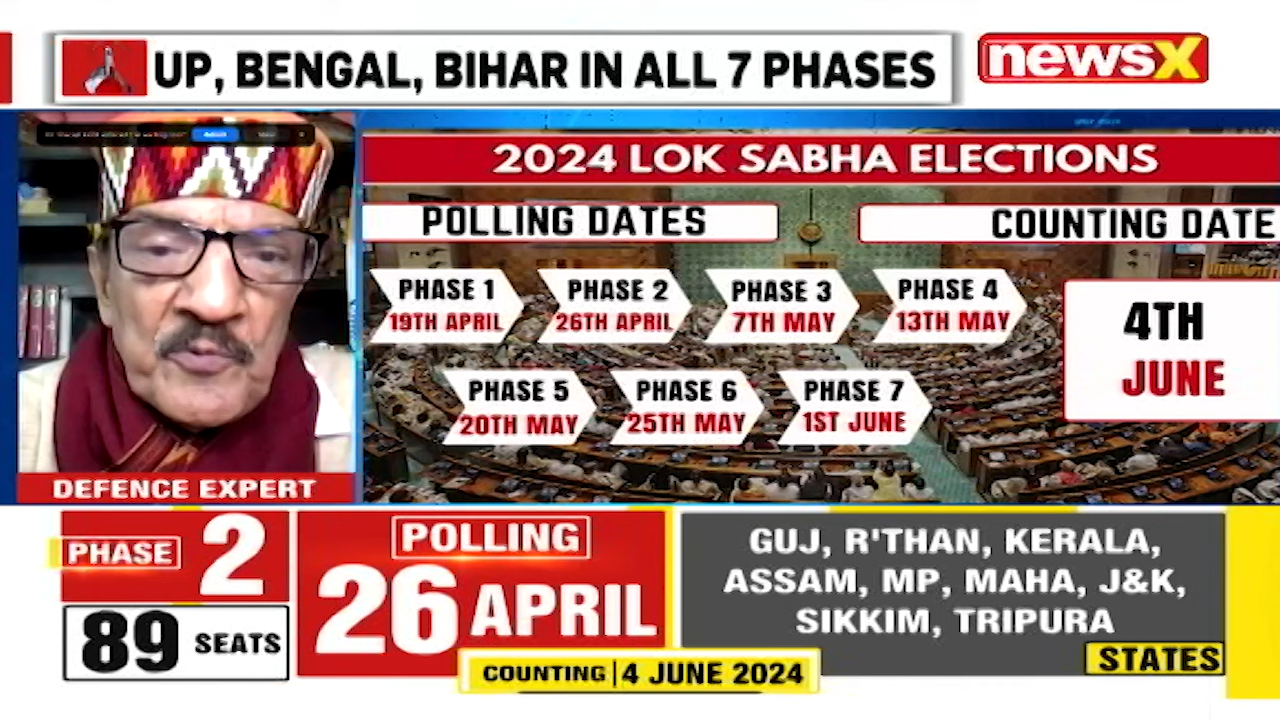 UP, BENGAL, BIHAR IN ALL 7 PHASES
newsX
2024 LOK SABHA ELECTIONS
POLLING DATES
COUNTING DATE
PHASE 1
19TH APRIL
PHASE 2
26TH APRIL
PHASE 3
7TH MAY
PHASE 4
13TH MAY
4TH
JUNE
PHASE 5
20TH MAY
PHASE 6
25TH MAY
PHASE 7
1ST JUNE
DEFENCE EXPERT
PHASE 2
89 SEATS
POLLING
26 APRIL
COUNTING | 4 JUNE 2024
GUJ, R'THAN, KERALA,
ASSAM, MP, MAHA, J&K,
SIKKIM, TRIPURA
STATES